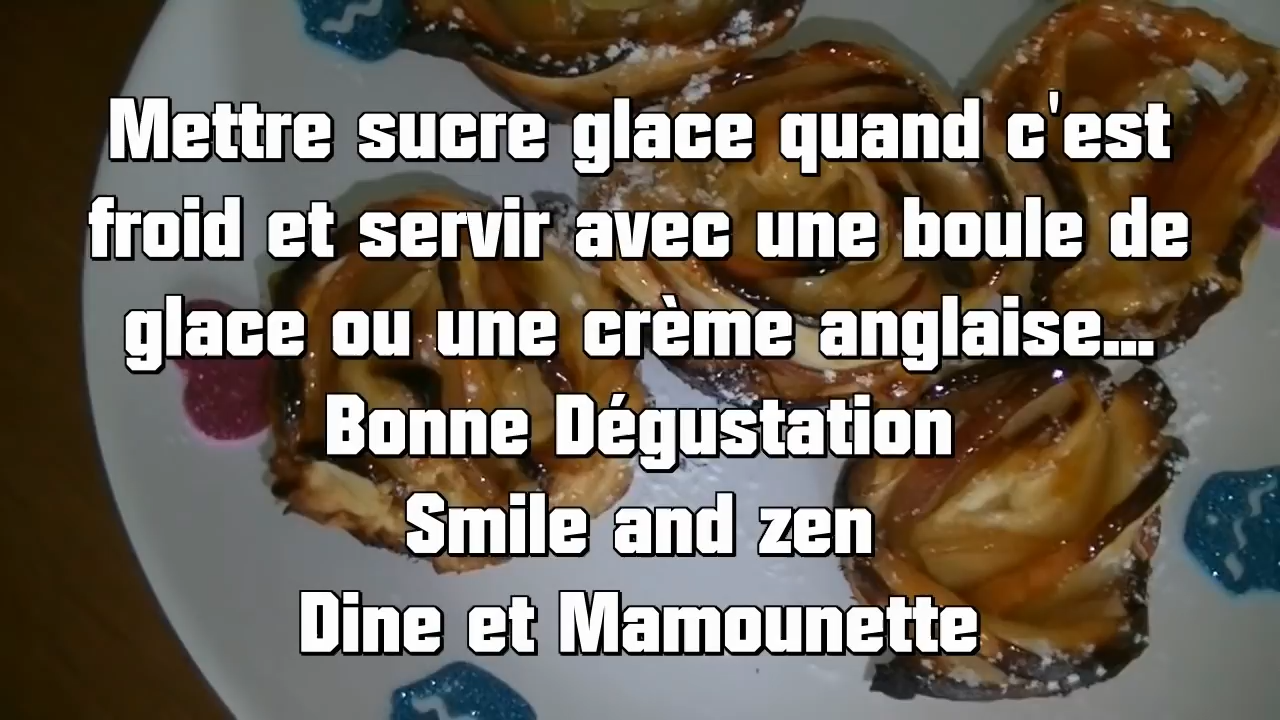 Mettre sucre glace quand c'est
froid et servir avec une boule de
glace ou une crème anglaise...
Bonne Dégustation
Smile and zen
Dine et Mamounette